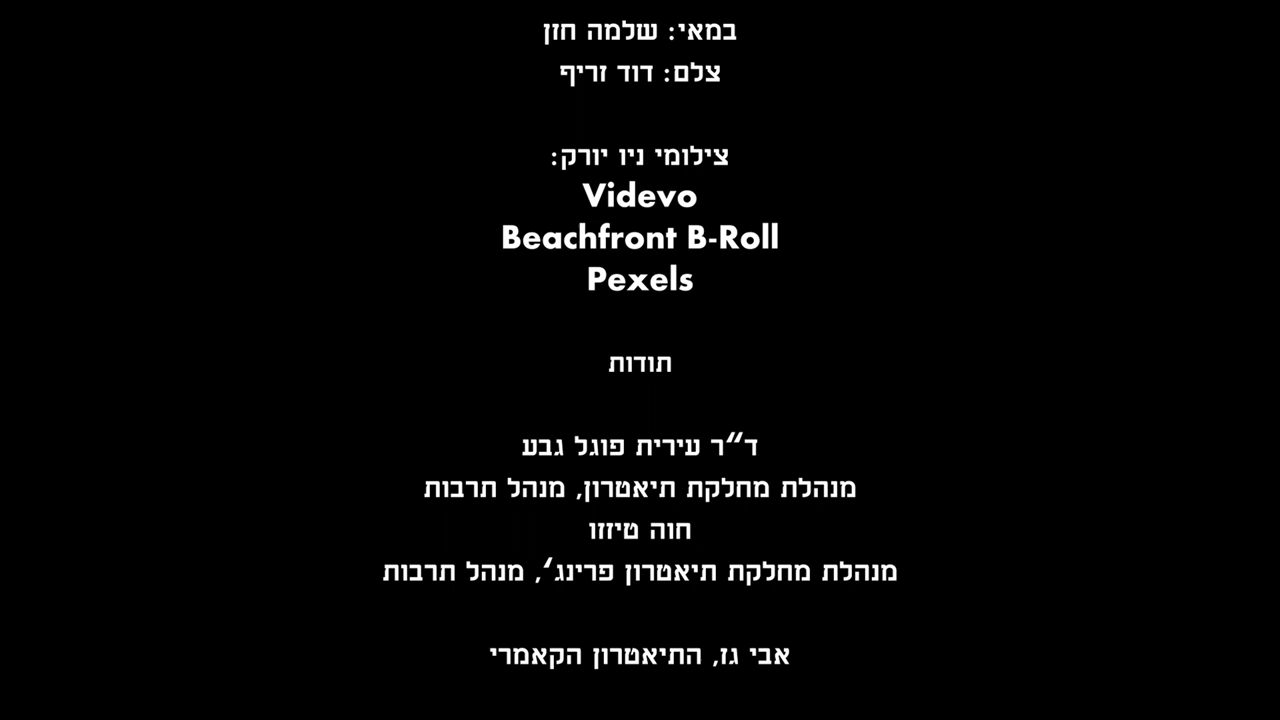 במאי: שלמה חזן
צלם: דוד זריף
צילומי ניו יורק:
Videvo
Beachfront B-Roll
Pexels
תודות
ד״ר עירית פוגל גבע
מנהלת מחלקת תיאטרון, מנהל תרבות
חוה טיזזו
מנהלת מחלקת תיאטרון פרינג׳, מנהל תרבות
אבי גז, התיאטרון הקאמרי